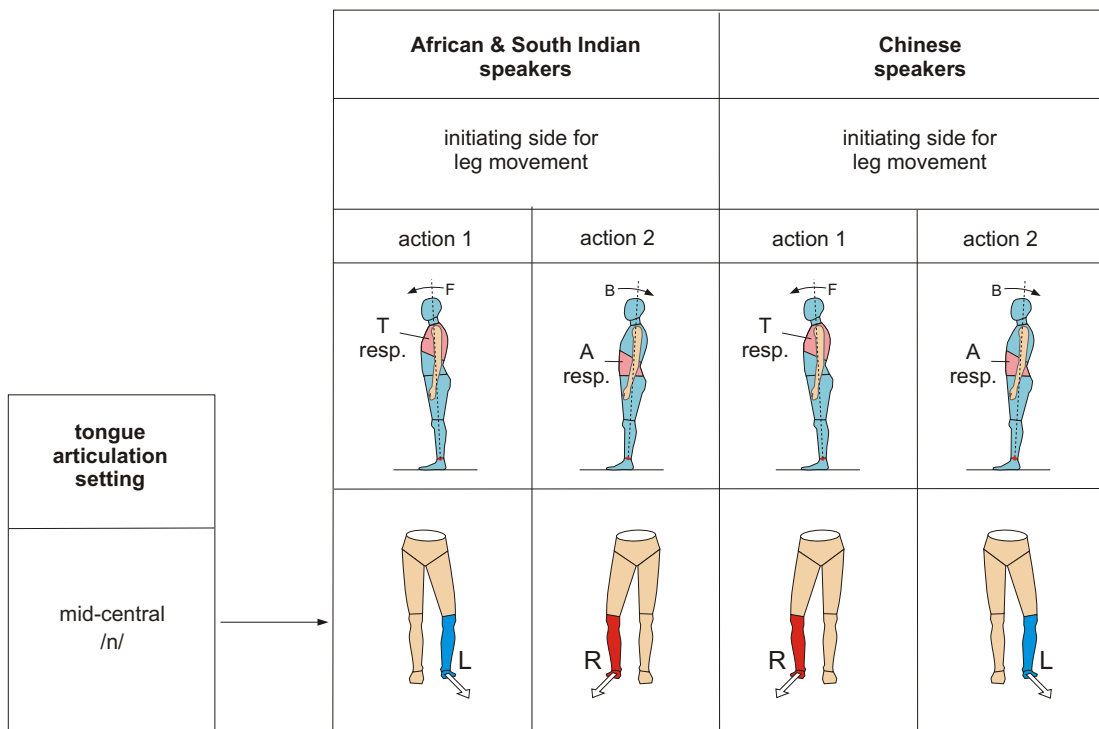 African & South Indian
speakers
Chinese
speakers
initiating side for
leg movement
initiating side for
leg movement
action 1
action 2
action 1
action 2
F
T
resp.
B
A
resp.
F
T
resp.
B
A
resp.
tongue
articulation
setting
mid-central
/n/
L
R
R
L